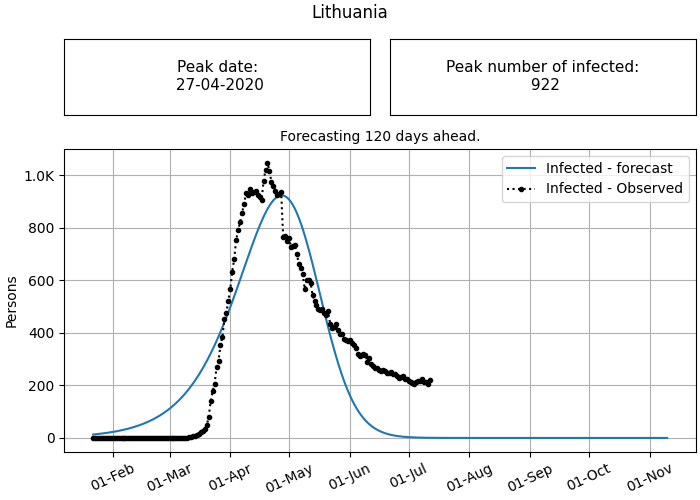 Lithuania
Peak date:
27-04-2020
Peak number of infected:
922
Forecasting 120 days ahead.
Infected - forecast
Infected - Observed
Persons
1.0K
800
600
400
200
0
01-Feb
01-Mar
01-Apr
01-May
01-Jun
01-Jul
01-Aug
01-Sep
01-Oct
01-Nov